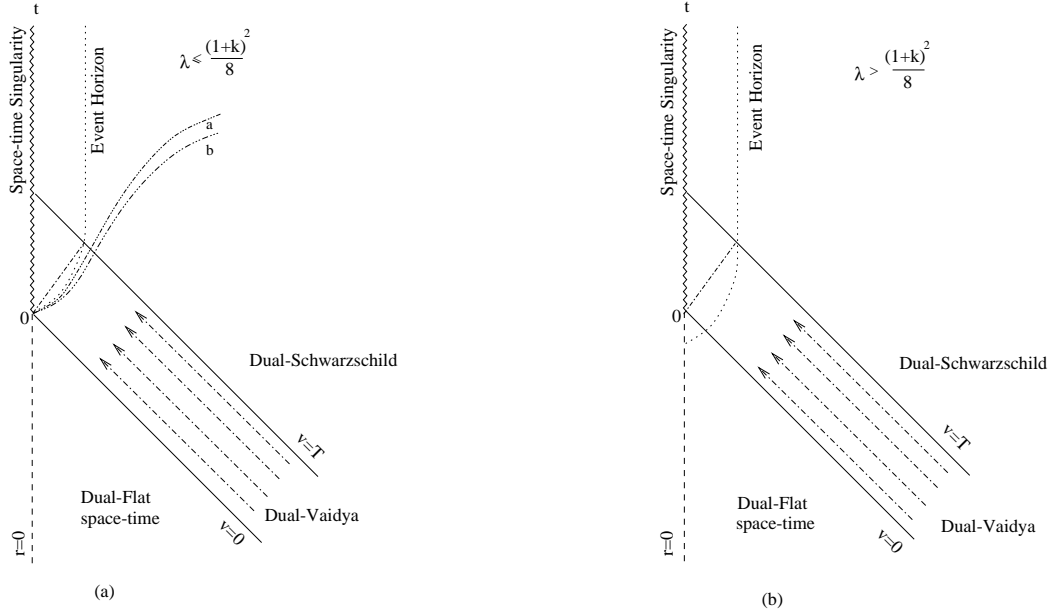 t
Space-time Singularity
Event Horizon
λ ⩽ (1+k)²/8
a
b
0
Dual-Schwarzschild
v=T
Dual-Flat
space-time
Dual-Vaidya
v=0
r=0
(a)
t
Space-time Singularity
Event Horizon
λ > (1+k)²/8
0
Dual-Schwarzschild
v=T
Dual-Flat
space-time
Dual-Vaidya
v=0
r=0
(b)